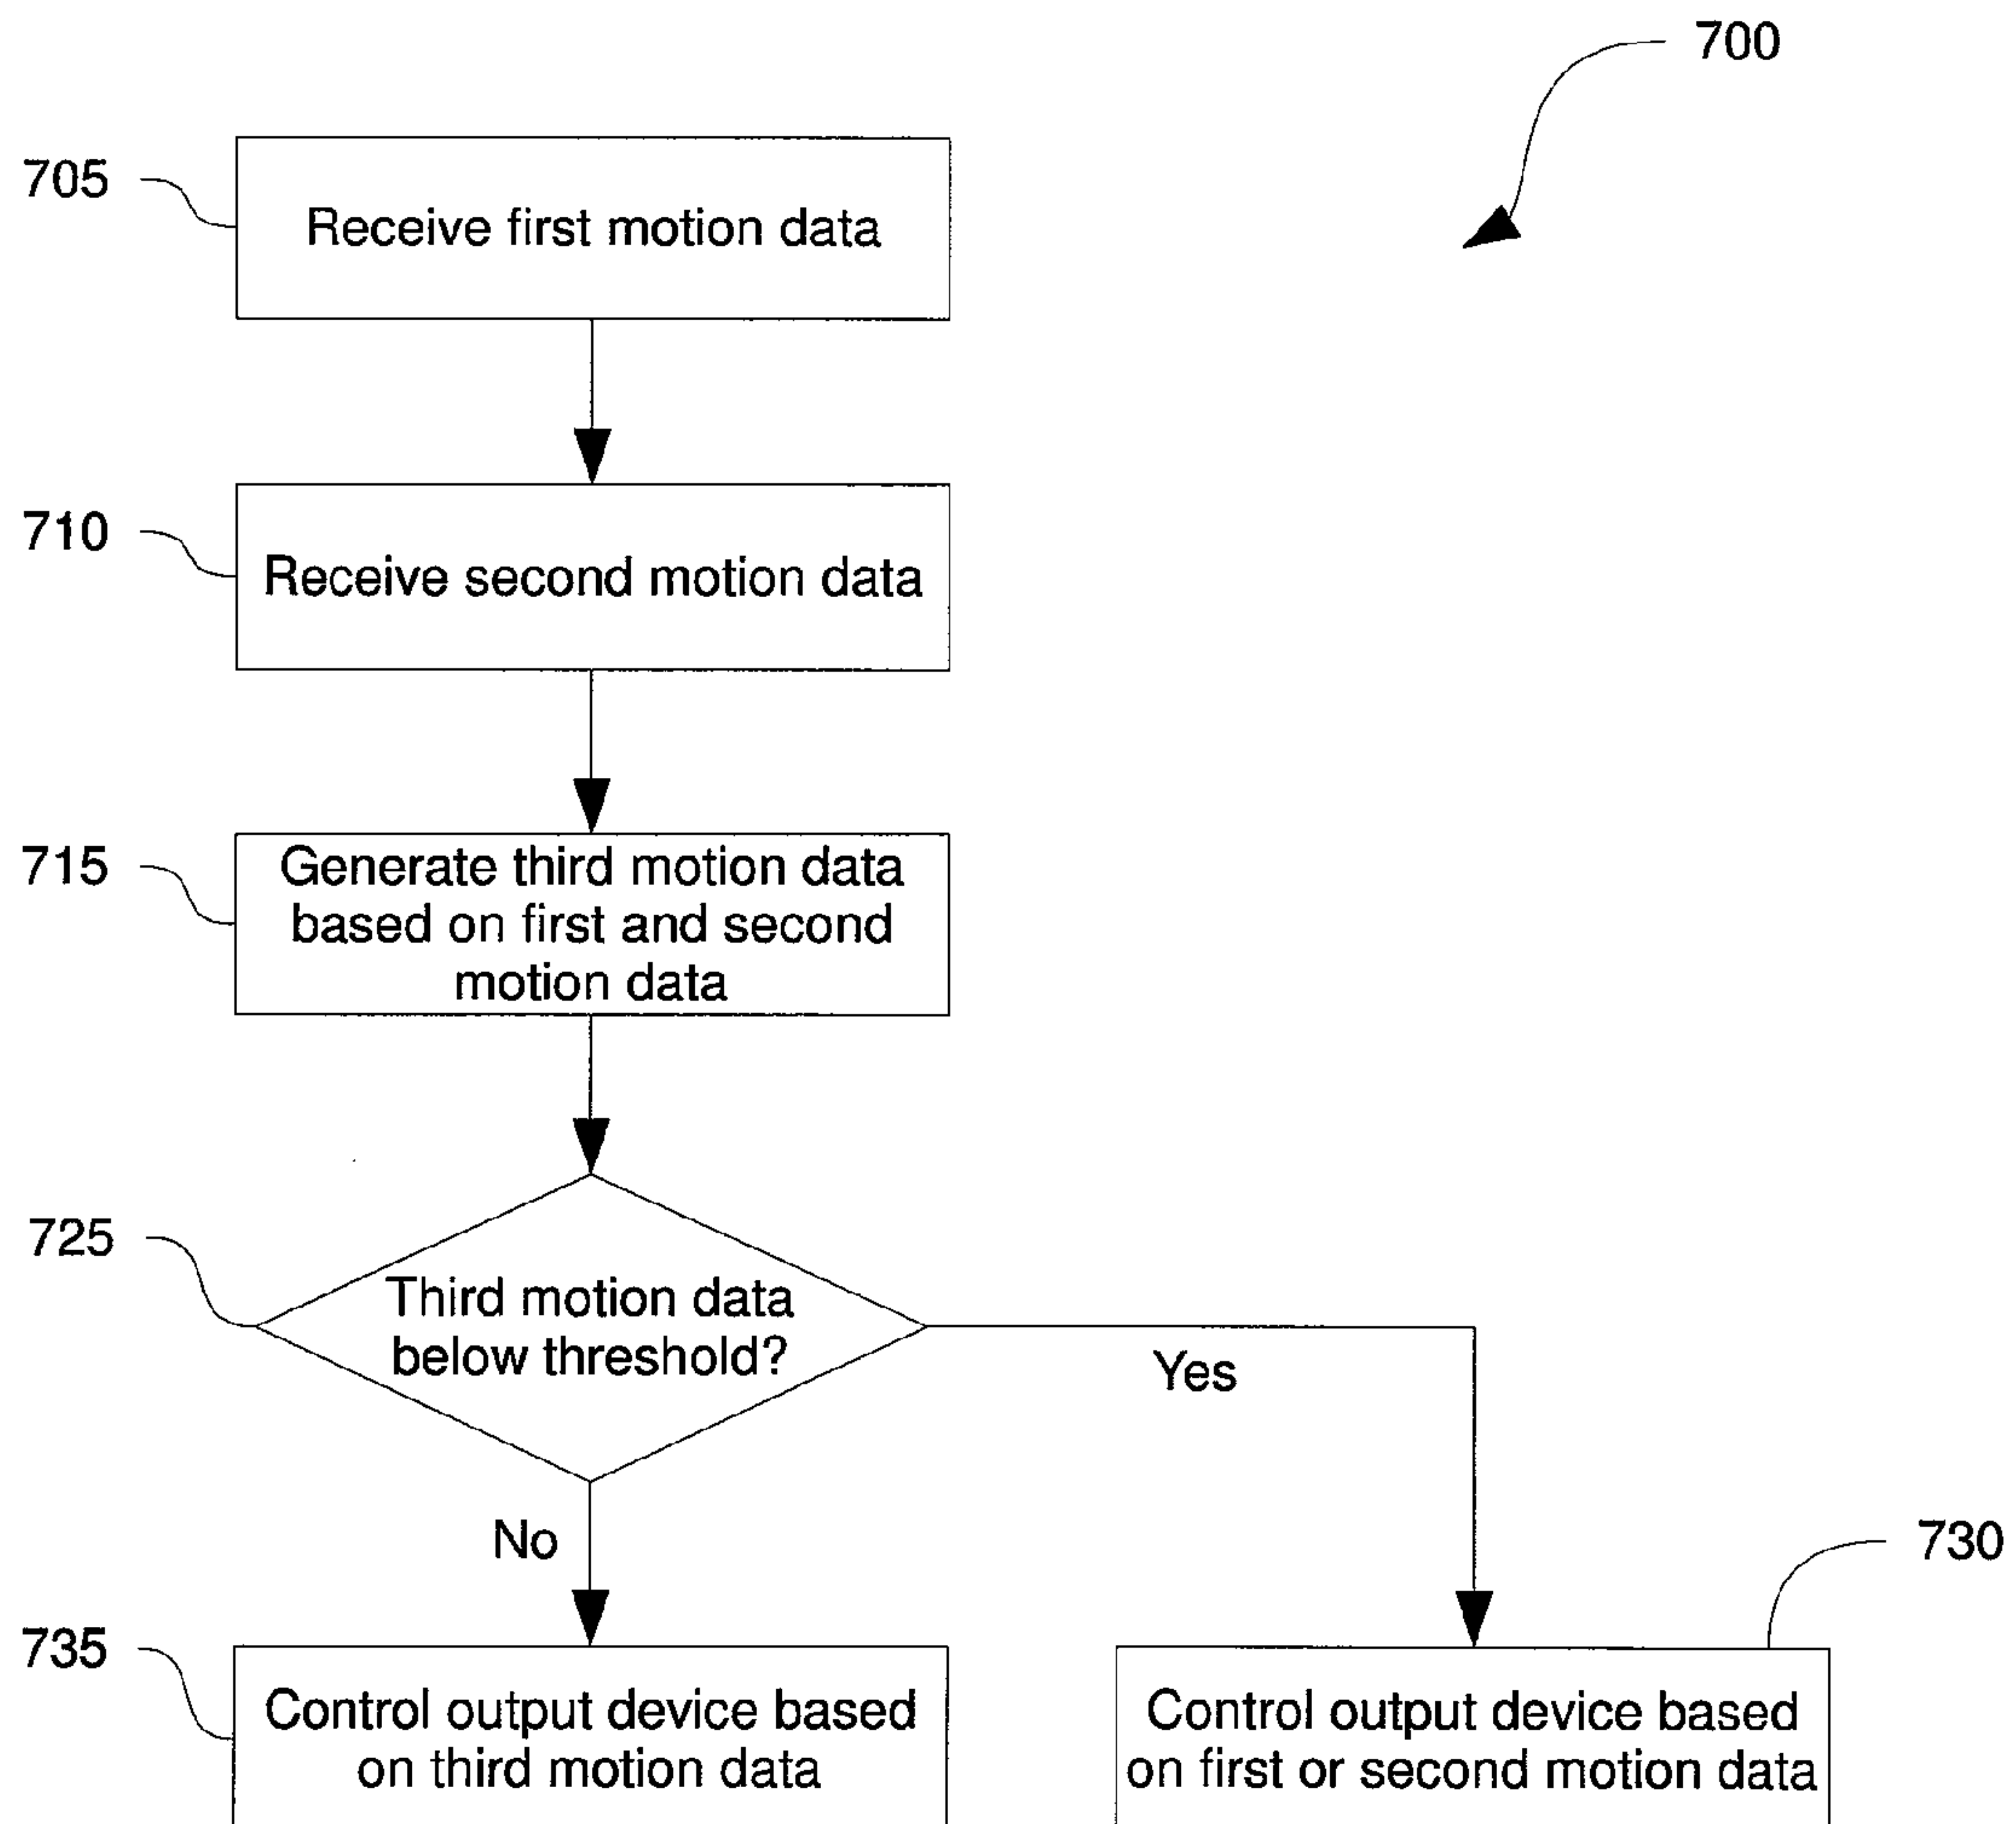 700
705
Receive first motion data
710
Receive second motion data
715
Generate third motion data
based on first and second
motion data
725
Third motion data
below threshold?
Yes
No
730
735
Control output device based
on third motion data
Control output device based
on first or second motion data